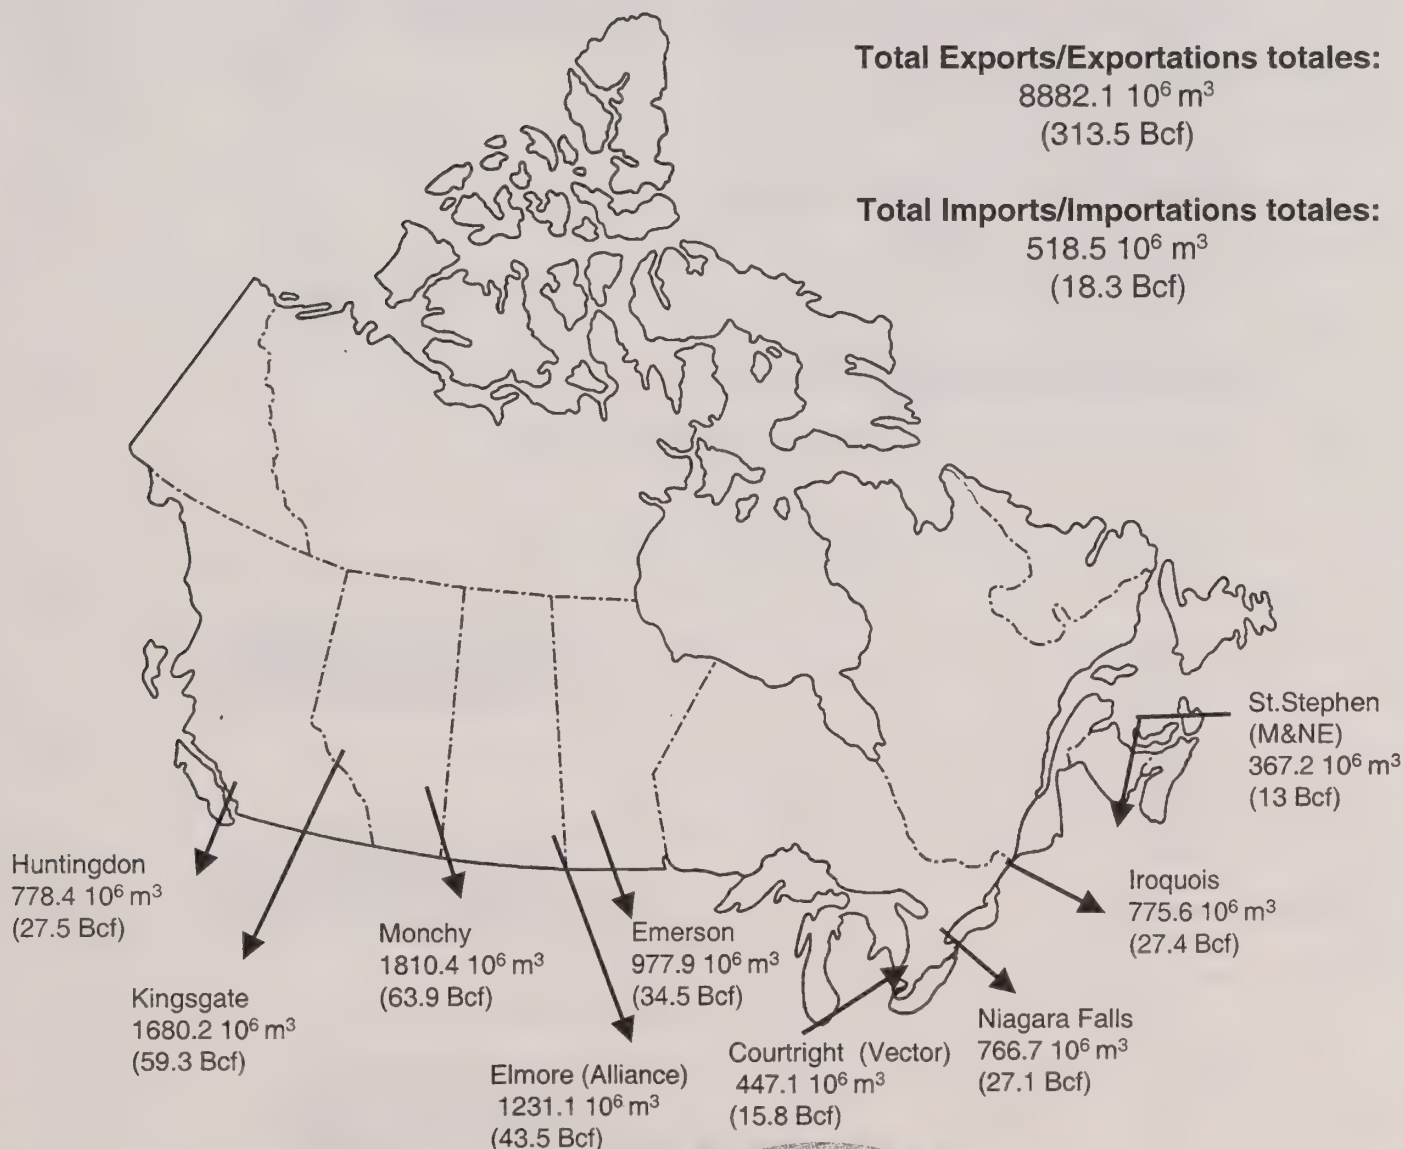 Total Exports/Exportations totales:
8882.1 10⁶ m³
(313.5 Bcf)
Total Imports/Importations totales:
518.5 10⁶ m³
(18.3 Bcf)
St.Stephen
(M&NE)
367.2 10⁶ m³
(13 Bcf)
Huntingdon
778.4 10⁶ m³
(27.5 Bcf)
Iroquois
775.6 10⁶ m³
(27.4 Bcf)
Monchy
1810.4 10⁶ m³
(63.9 Bcf)
Emerson
977.9 10⁶ m³
(34.5 Bcf)
Kingsgate
1680.2 10⁶ m³
(59.3 Bcf)
Niagara Falls
766.7 10⁶ m³
(27.1 Bcf)
Courtright (Vector)
447.1 10⁶ m³
(15.8 Bcf)
Elmore (Alliance)
1231.1 10⁶ m³
(43.5 Bcf)